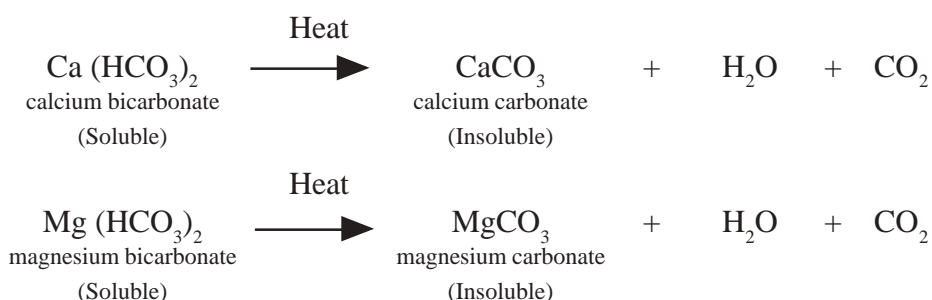 Heat
Ca (HCO₃)₂ CaCO₃ + H₂O + CO₂
calcium bicarbonate calcium carbonate
(Soluble) (Insoluble)
Heat
Mg (HCO₃)₂ MgCO₃ + H₂O + CO₂
magnesium bicarbonate magnesium carbonate
(Soluble) (Insoluble)